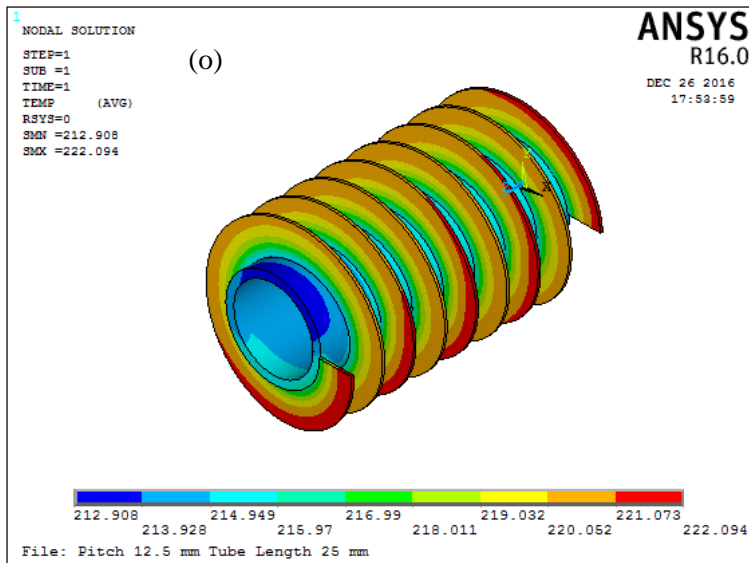 1
NODAL SOLUTION
STEP=1
SUB =1
TIME=1
TEMP (AVG)
RSYS=0
SMN =212.908
SMX =222.094
(o)
ANSYS
R16.0
DEC 26 2016
17:53:59
Z
X
212.908 214.949 216.99 219.032 221.073
213.928 215.97 218.011 220.052 222.094
File: Pitch 12.5 mm Tube Length 25 mm